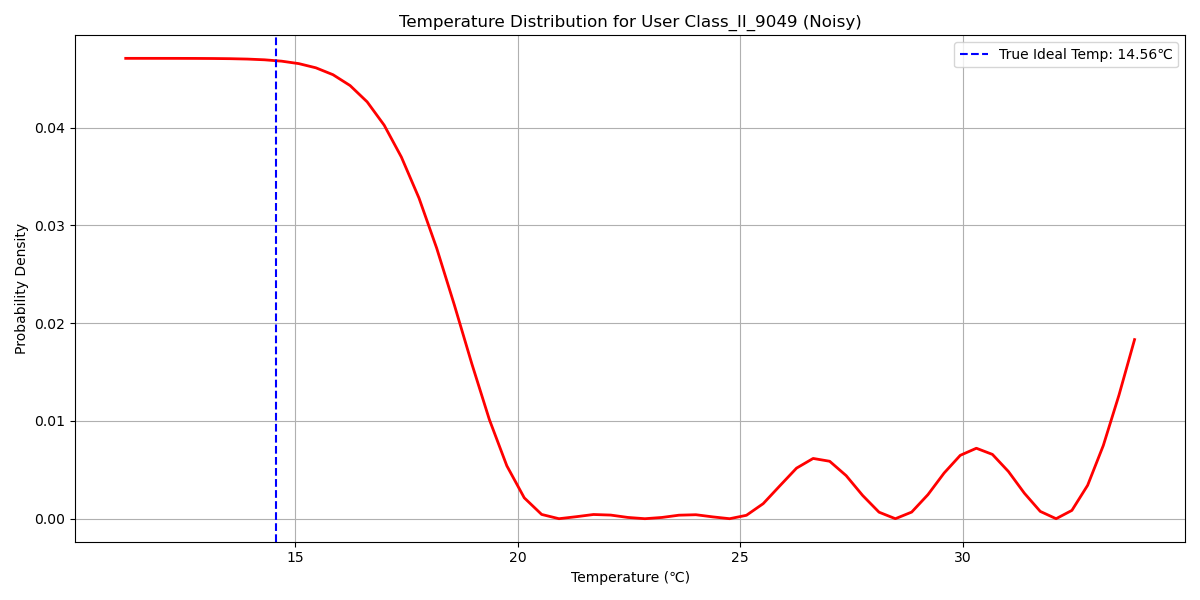 Temperature Distribution for User Class_II_9049 (Noisy)
True Ideal Temp: 14.56℃
Probability Density
0.04
0.03
0.02
0.01
0.00
15
20
25
30
Temperature (℃)